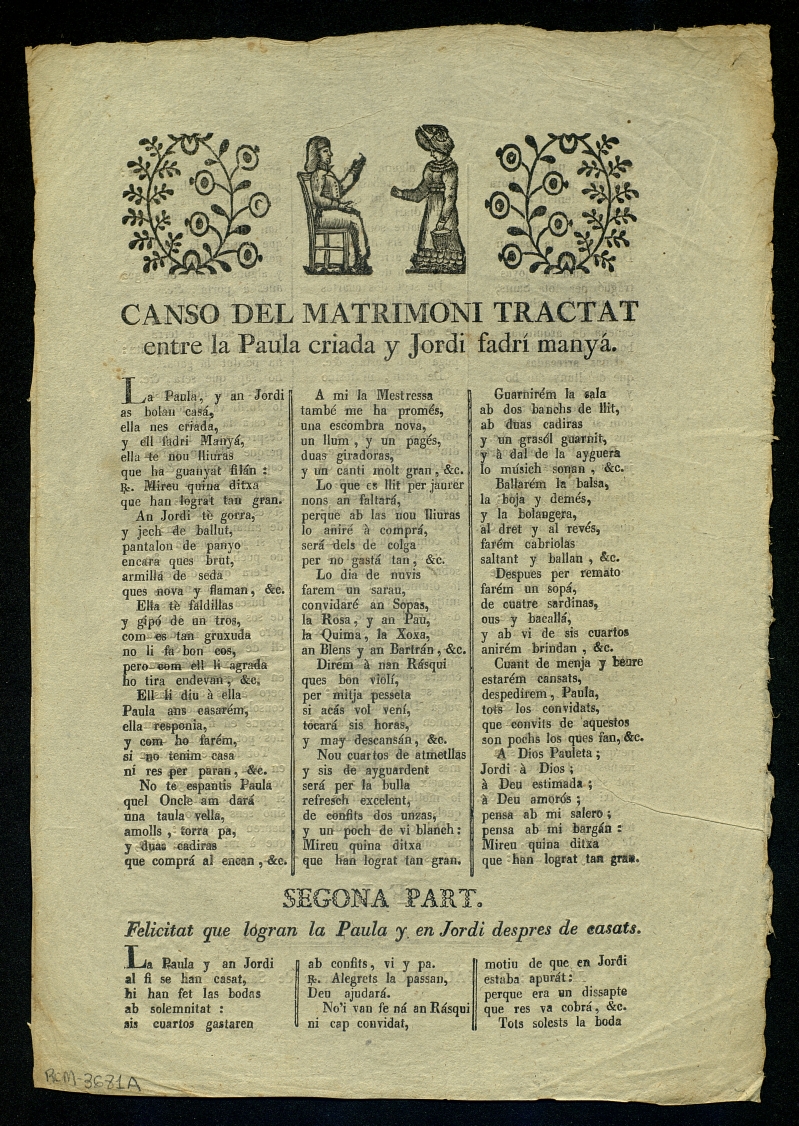 CANSO DEL MATRIMONI TRACTAT
entre la Paula criada y Jordi fadrí manyá.
La Paula, y an Jordi
as bolan casá,
ella nes criada,
y ell fadri Manyá,
ella te nou lliuras
que ha guanyat filán :
℟. Mireu quina ditxa
que han lograt tan gran.
An Jordi tè gorra,
y jech de ballut,
pantalon de panyo
encara ques brut,
armilla de seda
ques nova y flaman, &c.
Ella tè faldillas
y gipó de un tros,
com es tan gruxuda
no li fa bon cos,
pero com ell li agrada
ho tira endevan, &c.
Ell li diu à ella
Paula ans casarém,
ella responia,
y com ho farém,
si no tenim casa
ni res per paran, &c.
No te espantis Paula
quel Oncle am dará
una taula vella,
amolls, torra pa,
y duas cadiras
que comprá al encan, &c.
A mi la Mestressa
també me ha promés,
una escombra nova,
un llum, y un pagés,
duas giradoras,
y un canti molt gran, &c.
Lo que es llit per jaurer
nons an faltará,
perque ab las nou lliuras
lo aniré à comprá,
será dels de colga
per no gastá tan, &c.
Lo dia de nuvis
farem un sarau,
convidaré an Sopas,
la Rosa, y an Pau,
la Quima, la Xoxa,
an Blens y an Bartrán, &c.
Dirém à nan Rásqui
ques bon violí,
per mitja pesseta
si acás vol vení,
tocará sis horas,
y may descansán, &c.
Nou cuartos de atmetllas
y sis de ayguardent
será per la bulla
refresch excelent,
de confits dos unzas,
y un poch de vi blanch :
Mireu quina ditxa
que han lograt tan gran.
Guarnirém la sala
ab dos banchs de llit,
ab duas cadiras
y un grasól guarnit,
y à dal de la ayguera
lo músich sonan, &c.
Ballarém la balsa,
la boja y demés,
y la bolangera,
al dret y al revés,
farém cabriolas
saltant y ballan, &c.
Despues per remato
farém un sopá,
de cuatre sardinas,
ous y bacallá,
y ab vi de sis cuartos
anirém brindan, &c.
Cuant de menja y beure
estarém cansats,
despedirem, Paula,
tots los convidats,
que convits de aquestos
son pochs los ques fan, &c.
A Dios Pauleta ;
Jordi à Dios ;
à Deu estimada ;
à Deu amorós ;
pensa ab mi salero ;
pensa ab mi bargán :
Mireu quina ditxa
que han lograt tan gran.
SEGONA PART.
Felicitat que logran la Paula y en Jordi despres de casats.
La Paula y an Jordi
al fi se han casat,
hi han fet las bodas
ab solemnitat :
sis cuartos gastaren
ab confits, vi y pa.
℟. Alegrets la passan,
Deu ajudará.
No'i van fe ná an Rásqui
ni cap convidat,
motiu de que en Jordi
estaba apurát :
perque era un dissapte
que res va cobrá, &c.
Tots solests la boda
RCM-3681A